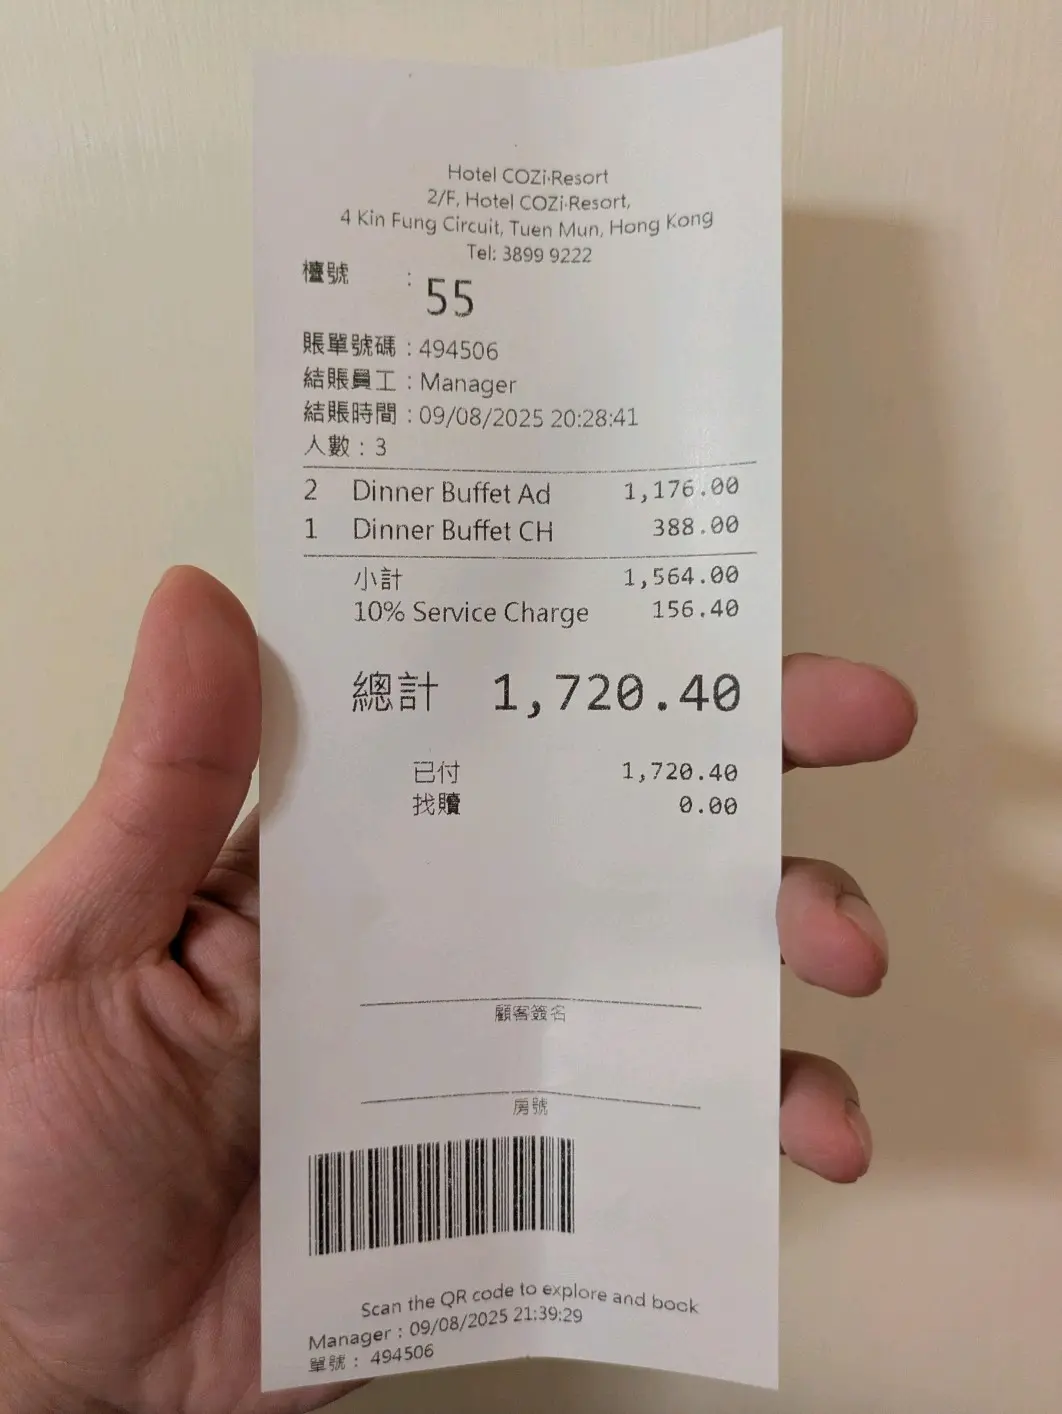 Hotel COZi·Resort
2/F, Hotel COZi·Resort,
4 Kin Fung Circuit, Tuen Mun, Hong Kong
Tel: 3899 9222
檯號 : 55
賬單號碼 : 494506
結賬員工 : Manager
結賬時間 : 09/08/2025 20:28:41
人數 : 3
2 Dinner Buffet Ad 1,176.00
1 Dinner Buffet CH 388.00
小計 1,564.00
10% Service Charge 156.40
總計 1,720.40
已付 1,720.40
找贖 0.00
顧客簽名
房號
Scan the QR code to explore and book
Manager : 09/08/2025 21:39:29
單號 : 494506